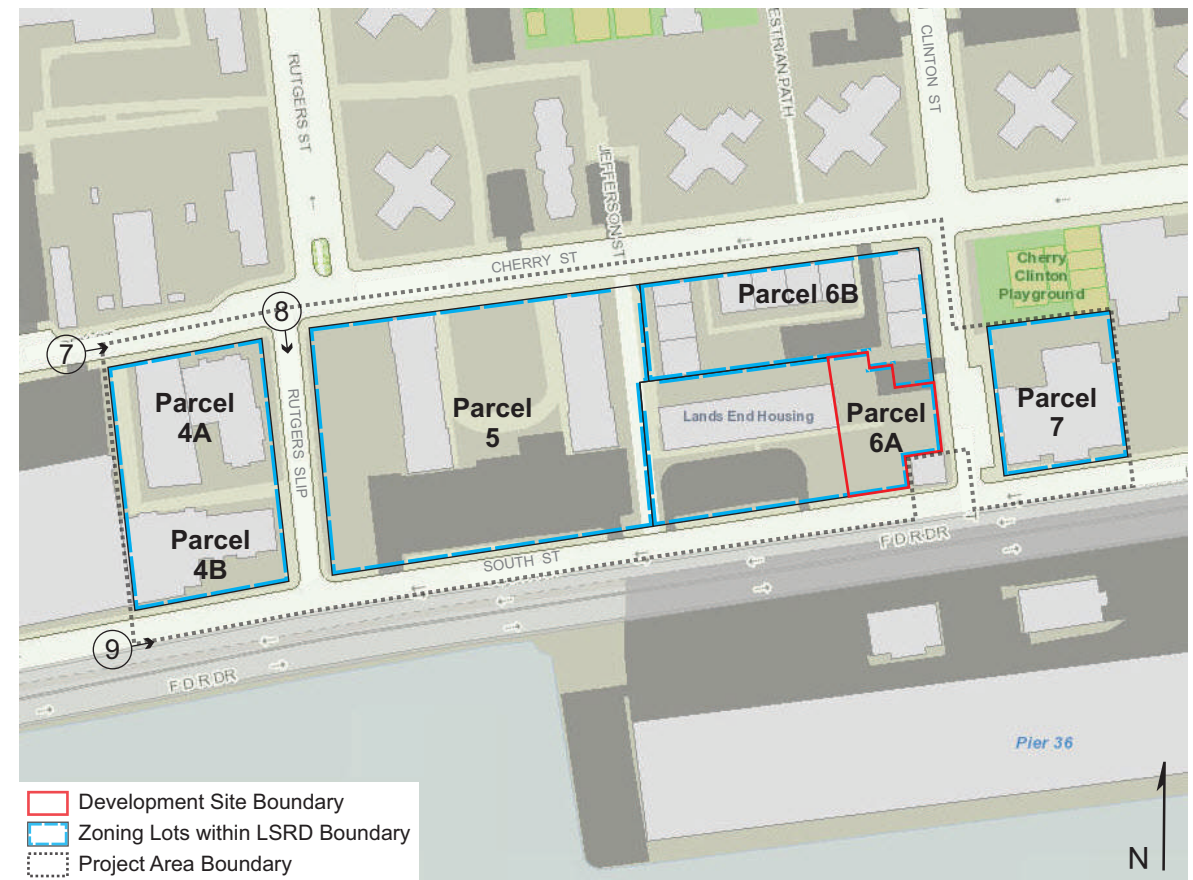 RUTGERS ST
ESTRIAN PATH
CLINTON ST
JEFFERSON ST
CHERRY ST
Cherry
Clinton
Playground
8
7
Parcel 6B
Parcel
4A
RUTGERS SLIP
Parcel
5
Lands End Housing
Parcel
6A
Parcel
7
Parcel
4B
SOUTH ST
F D R DR
9
F D R DR
Pier 36
Development Site Boundary
Zoning Lots within LSRD Boundary
Project Area Boundary
N